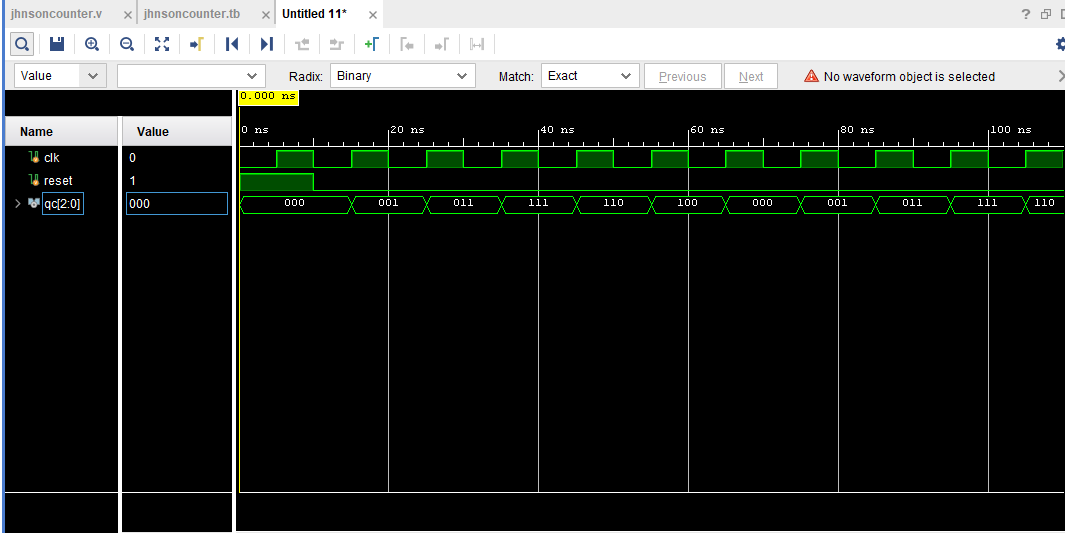 jhnsoncounter.v × jhnsoncounter.tb × Untitled 11* × ?
Value Radix: Binary Match: Exact Previous Next No waveform object is selected
0.000 ns
Name Value
0 ns 20 ns 40 ns 60 ns 80 ns 100 ns
clk 0
reset 1
qc[2:0] 000 000 001 011 111 110 100 000 001 011 111 110